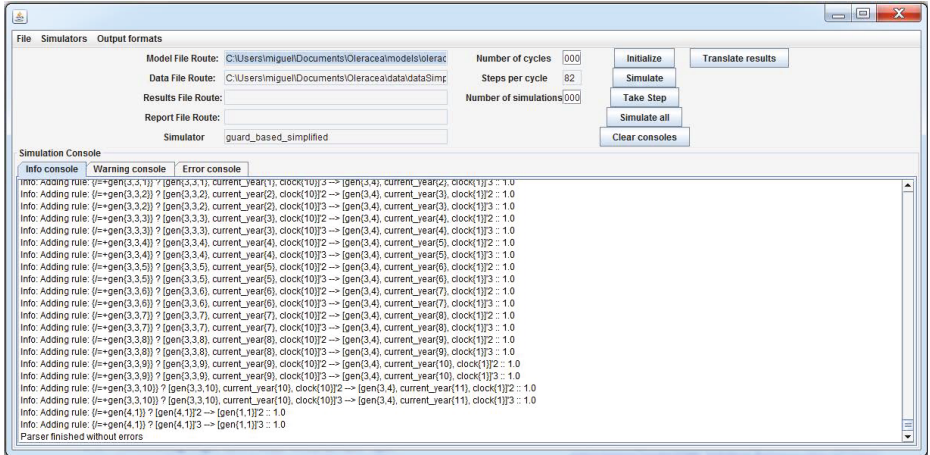 File Simulators Output formats
Model File Route: C:\Users\miguel\Documents\Oleracea\models\olerac Number of cycles 000 Initialize Translate results
Data File Route: C:\Users\miguel\Documents\Oleracea\data\dataSimp Steps per cycle 82 Simulate
Results File Route: Number of simulations 000 Take Step
Report File Route: Simulate all
Simulator guard_based_simplified Clear consoles
Simulation Console
Info console Warning console Error console
Info: Adding rule: {/=+gen{3,3,1}} ? [gen{3,3,1}, current_year{1}, clock{10}]'3 --> [gen{3,4}, current_year{2}, clock{1}]'3 :: 1.0
Info: Adding rule: {/=+gen{3,3,2}} ? [gen{3,3,2}, current_year{2}, clock{10}]'2 --> [gen{3,4}, current_year{3}, clock{1}]'2 :: 1.0
Info: Adding rule: {/=+gen{3,3,2}} ? [gen{3,3,2}, current_year{2}, clock{10}]'3 --> [gen{3,4}, current_year{3}, clock{1}]'3 :: 1.0
Info: Adding rule: {/=+gen{3,3,3}} ? [gen{3,3,3}, current_year{3}, clock{10}]'2 --> [gen{3,4}, current_year{4}, clock{1}]'2 :: 1.0
Info: Adding rule: {/=+gen{3,3,3}} ? [gen{3,3,3}, current_year{3}, clock{10}]'3 --> [gen{3,4}, current_year{4}, clock{1}]'3 :: 1.0
Info: Adding rule: {/=+gen{3,3,4}} ? [gen{3,3,4}, current_year{4}, clock{10}]'2 --> [gen{3,4}, current_year{5}, clock{1}]'2 :: 1.0
Info: Adding rule: {/=+gen{3,3,4}} ? [gen{3,3,4}, current_year{4}, clock{10}]'3 --> [gen{3,4}, current_year{5}, clock{1}]'3 :: 1.0
Info: Adding rule: {/=+gen{3,3,5}} ? [gen{3,3,5}, current_year{5}, clock{10}]'2 --> [gen{3,4}, current_year{6}, clock{1}]'2 :: 1.0
Info: Adding rule: {/=+gen{3,3,5}} ? [gen{3,3,5}, current_year{5}, clock{10}]'3 --> [gen{3,4}, current_year{6}, clock{1}]'3 :: 1.0
Info: Adding rule: {/=+gen{3,3,6}} ? [gen{3,3,6}, current_year{6}, clock{10}]'2 --> [gen{3,4}, current_year{7}, clock{1}]'2 :: 1.0
Info: Adding rule: {/=+gen{3,3,6}} ? [gen{3,3,6}, current_year{6}, clock{10}]'3 --> [gen{3,4}, current_year{7}, clock{1}]'3 :: 1.0
Info: Adding rule: {/=+gen{3,3,7}} ? [gen{3,3,7}, current_year{7}, clock{10}]'2 --> [gen{3,4}, current_year{8}, clock{1}]'2 :: 1.0
Info: Adding rule: {/=+gen{3,3,7}} ? [gen{3,3,7}, current_year{7}, clock{10}]'3 --> [gen{3,4}, current_year{8}, clock{1}]'3 :: 1.0
Info: Adding rule: {/=+gen{3,3,8}} ? [gen{3,3,8}, current_year{8}, clock{10}]'2 --> [gen{3,4}, current_year{9}, clock{1}]'2 :: 1.0
Info: Adding rule: {/=+gen{3,3,8}} ? [gen{3,3,8}, current_year{8}, clock{10}]'3 --> [gen{3,4}, current_year{9}, clock{1}]'3 :: 1.0
Info: Adding rule: {/=+gen{3,3,9}} ? [gen{3,3,9}, current_year{9}, clock{10}]'2 --> [gen{3,4}, current_year{10}, clock{1}]'2 :: 1.0
Info: Adding rule: {/=+gen{3,3,9}} ? [gen{3,3,9}, current_year{9}, clock{10}]'3 --> [gen{3,4}, current_year{10}, clock{1}]'3 :: 1.0
Info: Adding rule: {/=+gen{3,3,10}} ? [gen{3,3,10}, current_year{10}, clock{10}]'2 --> [gen{3,4}, current_year{11}, clock{1}]'2 :: 1.0
Info: Adding rule: {/=+gen{3,3,10}} ? [gen{3,3,10}, current_year{10}, clock{10}]'3 --> [gen{3,4}, current_year{11}, clock{1}]'3 :: 1.0
Info: Adding rule: {/=+gen{4,1}} ? [gen{4,1}]'2 --> [gen{1,1}]'2 :: 1.0
Info: Adding rule: {/=+gen{4,1}} ? [gen{4,1}]'3 --> [gen{1,1}]'3 :: 1.0
Parser finished without errors